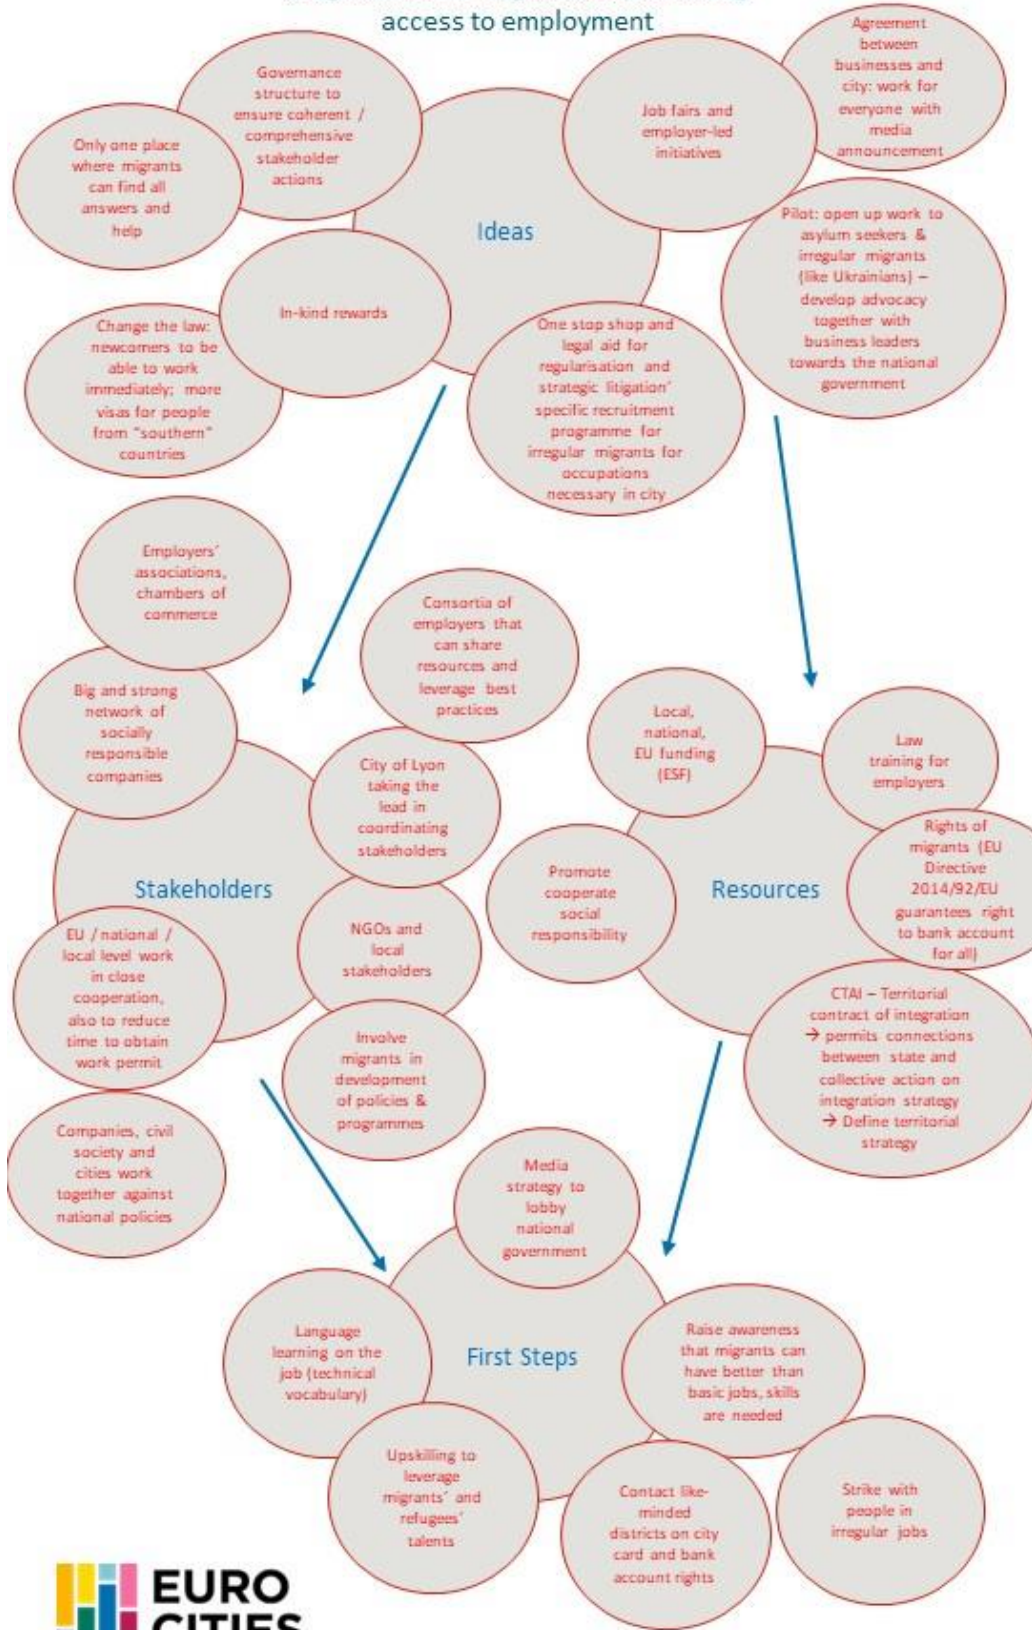 access to employment
Governance
structure to
ensure coherent /
comprehensive
stakeholder
actions
Only one place
where migrants
can find all
answers and
help
Ideas
Job fairs and
employer-led
initiatives
Agreement
between
businesses and
city: work for
everyone with
media
announcement
In-kind rewards
Pilot: open up work to
asylum seekers &
irregular migrants
(like Ukrainians) –
develop advocacy
together with
business leaders
towards the national
government
Change the law:
newcomers to be
able to work
immediately; more
visas for people
from "southern"
countries
One stop shop and
legal aid for
regularisation and
strategic litigation´
specific recruitment
programme for
irregular migrants for
occupations
necessary in city
Employers´
associations,
chambers of
commerce
Consortia of
employers that
can share
resources and
leverage best
practices
Big and strong
network of
socially
responsible
companies
City of Lyon
taking the
lead in
coordinating
stakeholders
Stakeholders
NGOs and
local
stakeholders
EU / national /
local level work
in close
cooperation,
also to reduce
time to obtain
work permit
Involve
migrants in
development
of policies &
programmes
Companies, civil
society and
cities work
together against
national policies
Local,
national,
EU funding
(ESF)
Law
training for
employers
Promote
cooperate
social
responsibility
Resources
Rights of
migrants (EU
Directive
2014/92/EU
guarantees right
to bank account
for all)
CTAI – Territorial
contract of integration
→ permits connections
between state and
collective action on
integration strategy
→ Define territorial
strategy
Media
strategy to
lobby
national
government
Language
learning on the
job (technical
vocabulary)
First Steps
Raise awareness
that migrants can
have better than
basic jobs, skills
are needed
Upskilling to
leverage
migrants´ and
refugees´
talents
Contact like-
minded
districts on city
card and bank
account rights
Strike with
people in
irregular jobs
EURO
CITIES